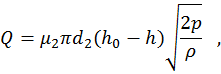 Q = μ₂πd₂(h₀ − h)√(2p/ρ) ,